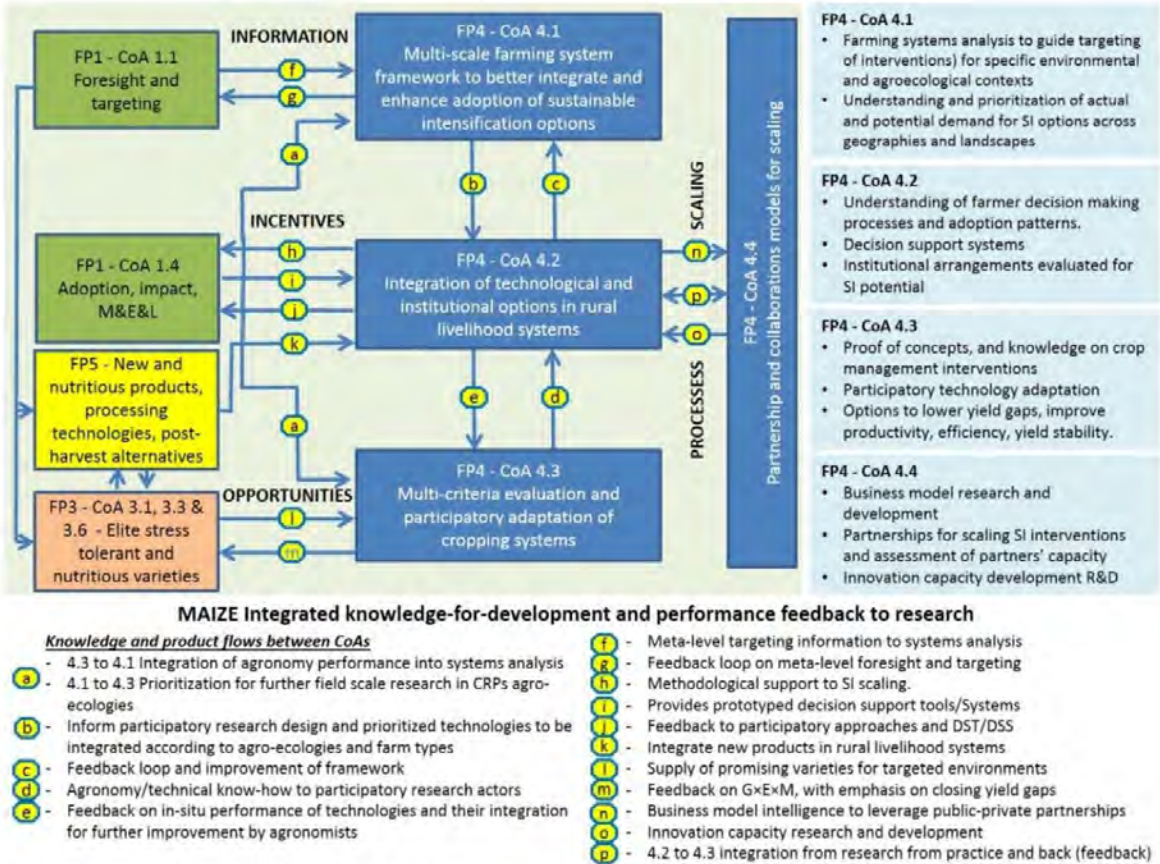 INFORMATION
FP1 - CoA 1.1
Foresight and
targeting
f
g
a
FP4 - CoA 4.1
Multi-scale farming system
framework to better integrate and
enhance adoption of sustainable
intensification options
b
c
INCENTIVES
FP1 - CoA 1.4
Adoption, impact,
M&E&L
h
i
j
k
FP4 - CoA 4.2
Integration of technological and
institutional options in rural
livelihood systems
SCALING
n
p
o
PROCESSES
FP4 - CoA 4.4
Partnership and collaborations models for scaling
FP5 - New and
nutritious products,
processing
technologies, post-
harvest alternatives
a
e
d
OPPORTUNITIES
FP3 - CoA 3.1, 3.3 &
3.6 - Elite stress
tolerant and
nutritious varieties
l
m
FP4 - CoA 4.3
Multi-criteria evaluation and
participatory adaptation of
cropping systems
FP4 - CoA 4.1
• Farming systems analysis to guide targeting
of interventions) for specific environmental
and agroecological contexts
• Understanding and prioritization of actual
and potential demand for SI options across
geographies and landscapes
FP4 - CoA 4.2
• Understanding of farmer decision making
processes and adoption patterns.
• Decision support systems
• Institutional arrangements evaluated for
SI potential
FP4 - CoA 4.3
• Proof of concepts, and knowledge on crop
management interventions
• Participatory technology adaptation
• Options to lower yield gaps, improve
productivity, efficiency, yield stability.
FP4 - CoA 4.4
• Business model research and
development
• Partnerships for scaling SI interventions
and assessment of partners' capacity
• Innovation capacity development R&D
MAIZE Integrated knowledge-for-development and performance feedback to research
Knowledge and product flows between CoAs
a - 4.3 to 4.1 Integration of agronomy performance into systems analysis
- 4.1 to 4.3 Prioritization for further field scale research in CRPs agro-
ecologies
b - Inform participatory research design and prioritized technologies to be
integrated according to agro-ecologies and farm types
c - Feedback loop and improvement of framework
d - Agronomy/technical know-how to participatory research actors
e - Feedback on in-situ performance of technologies and their integration
for further improvement by agronomists
f - Meta-level targeting information to systems analysis
g - Feedback loop on meta-level foresight and targeting
h - Methodological support to SI scaling.
i - Provides prototyped decision support tools/Systems
j - Feedback to participatory approaches and DST/DSS
k - Integrate new products in rural livelihood systems
l - Supply of promising varieties for targeted environments
m - Feedback on G×E×M, with emphasis on closing yield gaps
n - Business model intelligence to leverage public-private partnerships
o - Innovation capacity research and development
p - 4.2 to 4.3 integration from research from practice and back (feedback)